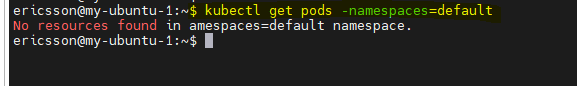 ericsson@my-ubuntu-1:~$ kubectl get pods -namespaces=default
No resources found in amespaces=default namespace.
ericsson@my-ubuntu-1:~$